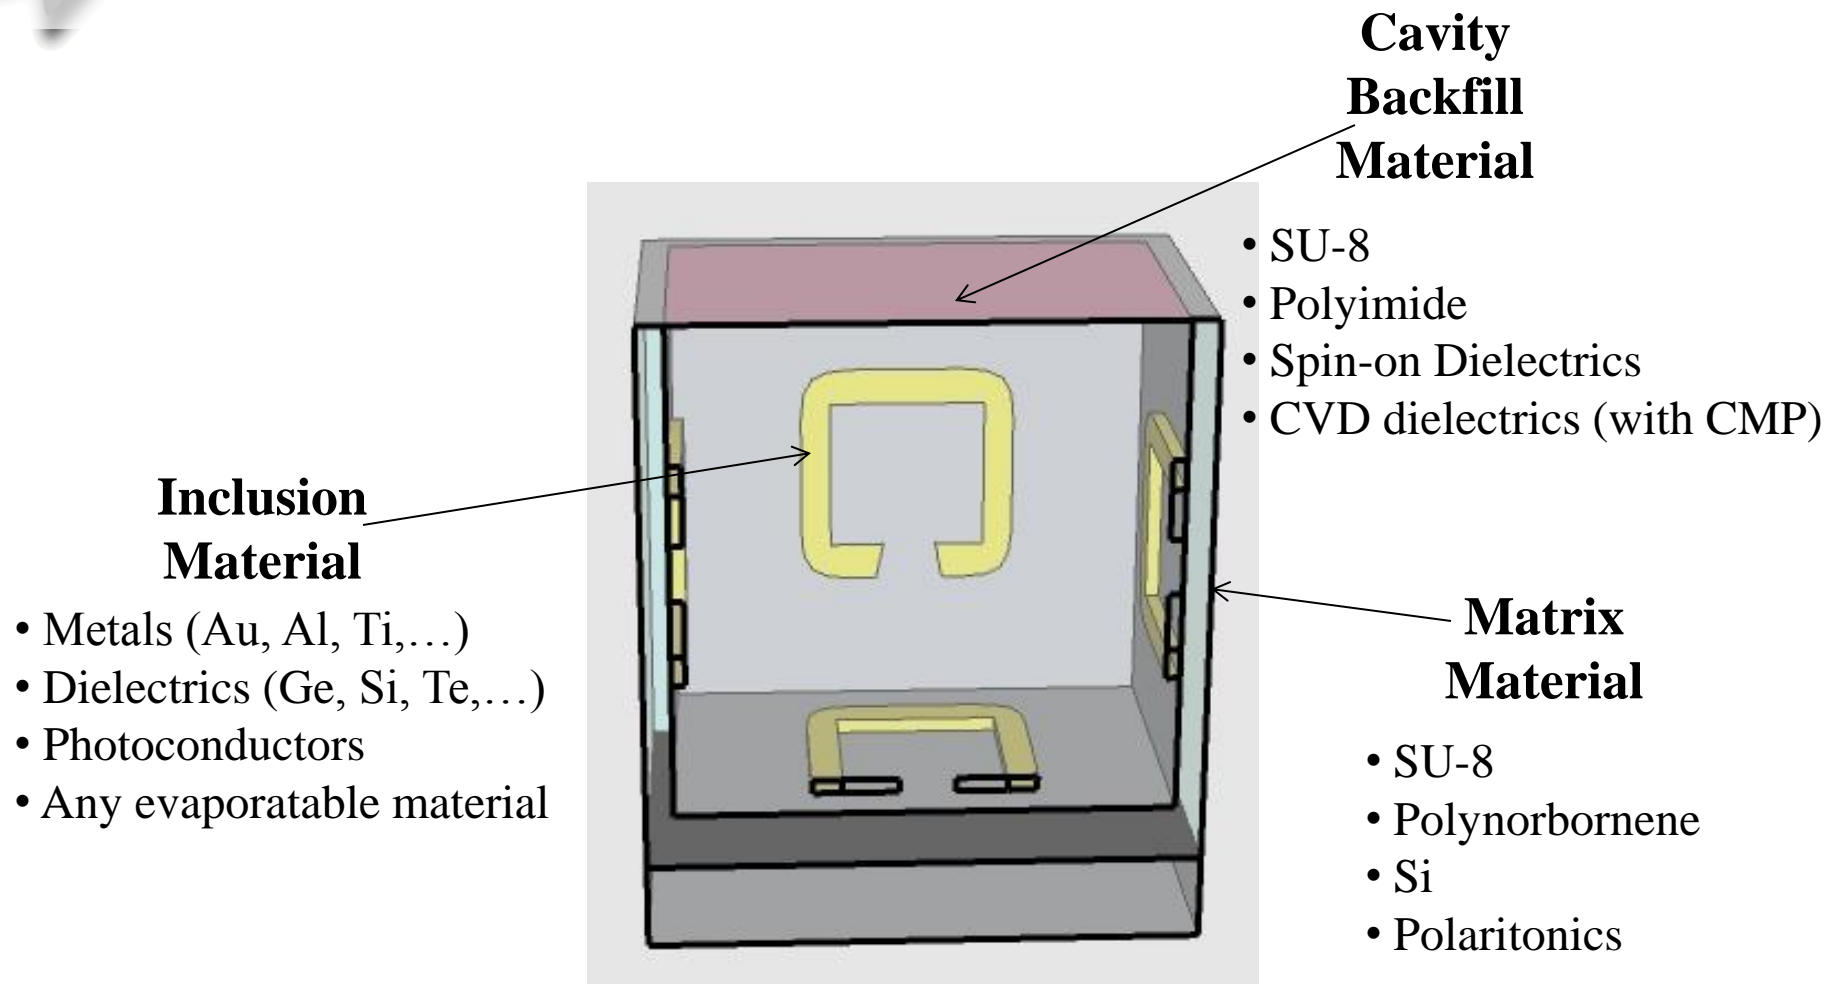 Cavity
Backfill
Material
• SU-8
• Polyimide
• Spin-on Dielectrics
• CVD dielectrics (with CMP)
Inclusion
Material
• Metals (Au, Al, Ti,…)
• Dielectrics (Ge, Si, Te,…)
• Photoconductors
• Any evaporatable material
Matrix
Material
• SU-8
• Polynorbornene
• Si
• Polaritonics